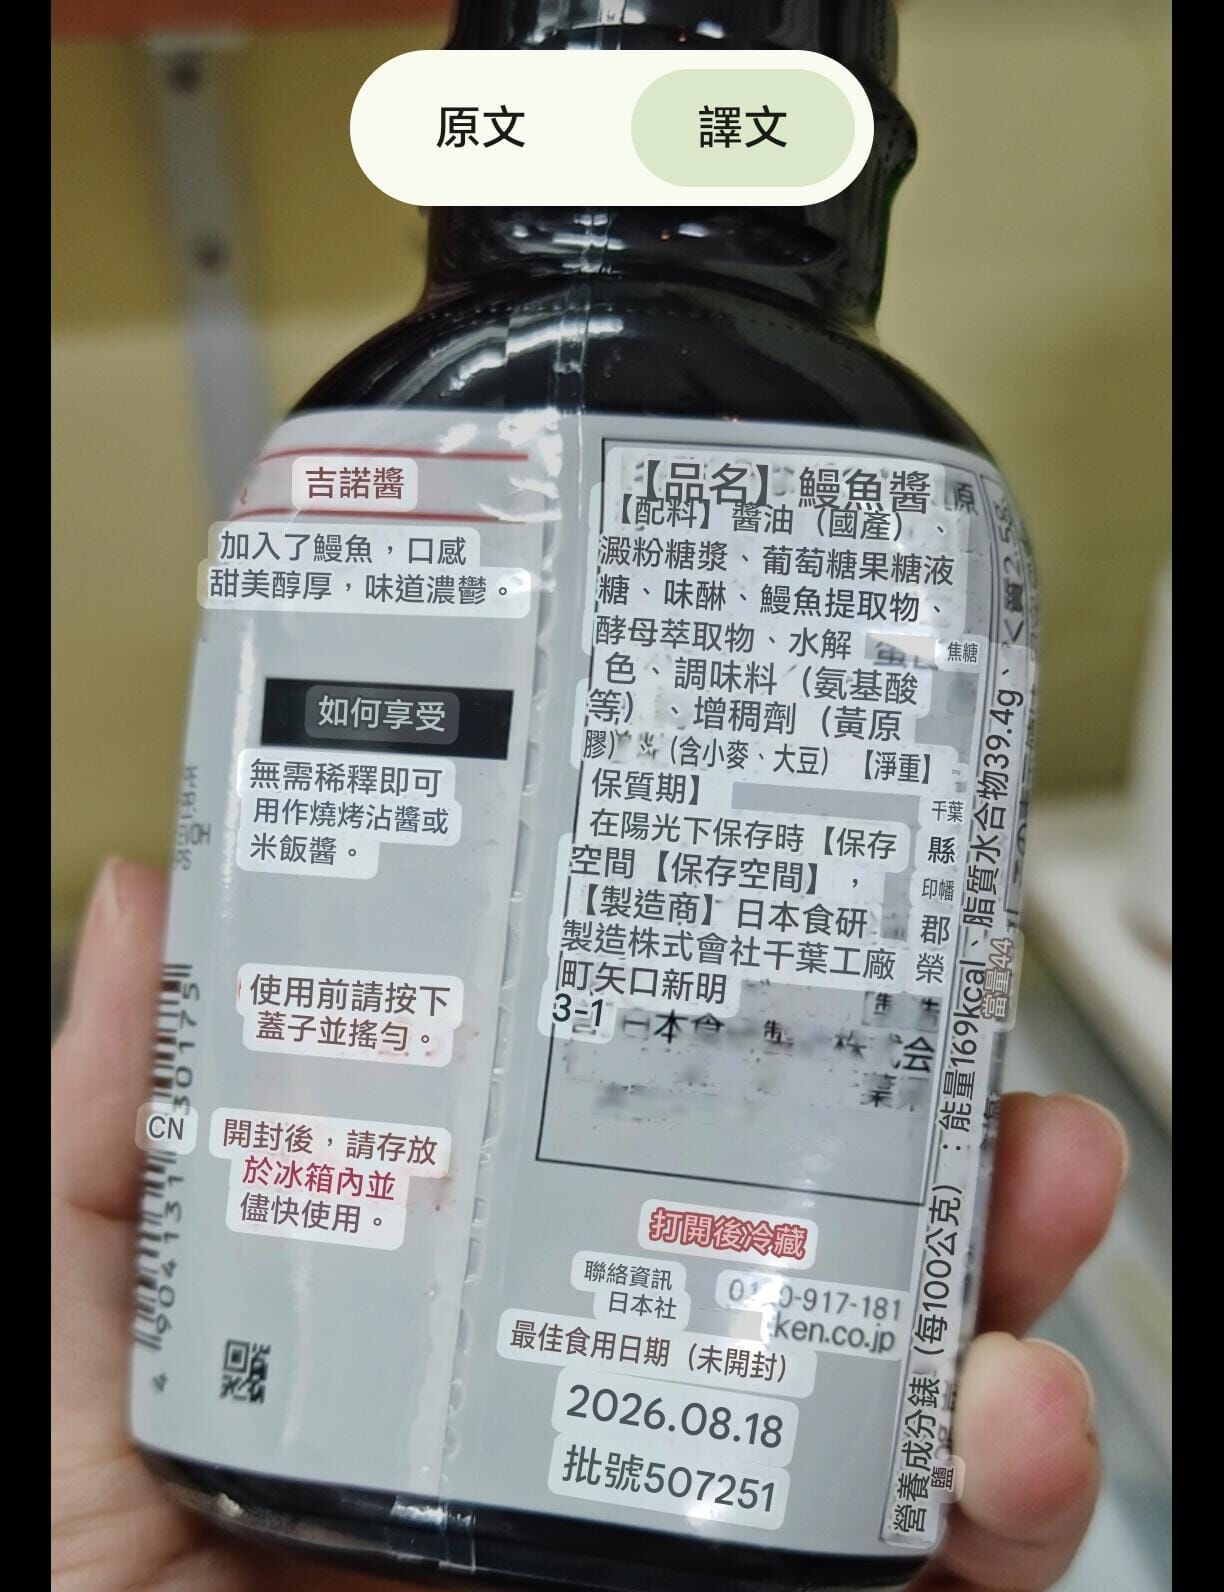 原文
譯文
吉諾醬
加入了鰻魚，口感
甜美醇厚，味道濃鬱。
如何享受
無需稀釋即可
用作燒烤沾醬或
米飯醬。
使用前請按下
蓋子並搖勻。
CN
開封後，請存放
於冰箱內並
儘快使用。
【品名】鰻魚醬
原
【配料】醬油（國產）、
澱粉糖漿、葡萄糖果糖液
糖、味醂、鰻魚提取物、
酵母萃取物、水解
焦糖
色、調味料（氨基酸
等）、增稠劑（黃原
膠）（含小麥、大豆）【淨重】
保質期】
在陽光下保存時【保存
空間【保存空間】，
【製造商】日本食研
製造株式會社千葉工廠
千葉
縣
印幡
郡
榮
町矢口新明
3-1
打開後冷藏
聯絡資訊
日本社
-917-181
ken.co.jp
最佳食用日期（未開封）
2026.08.18
批號507251
營養成分錶（每100公克）：能量169kcal、脂質水合物39.4g、
當量44
鹽